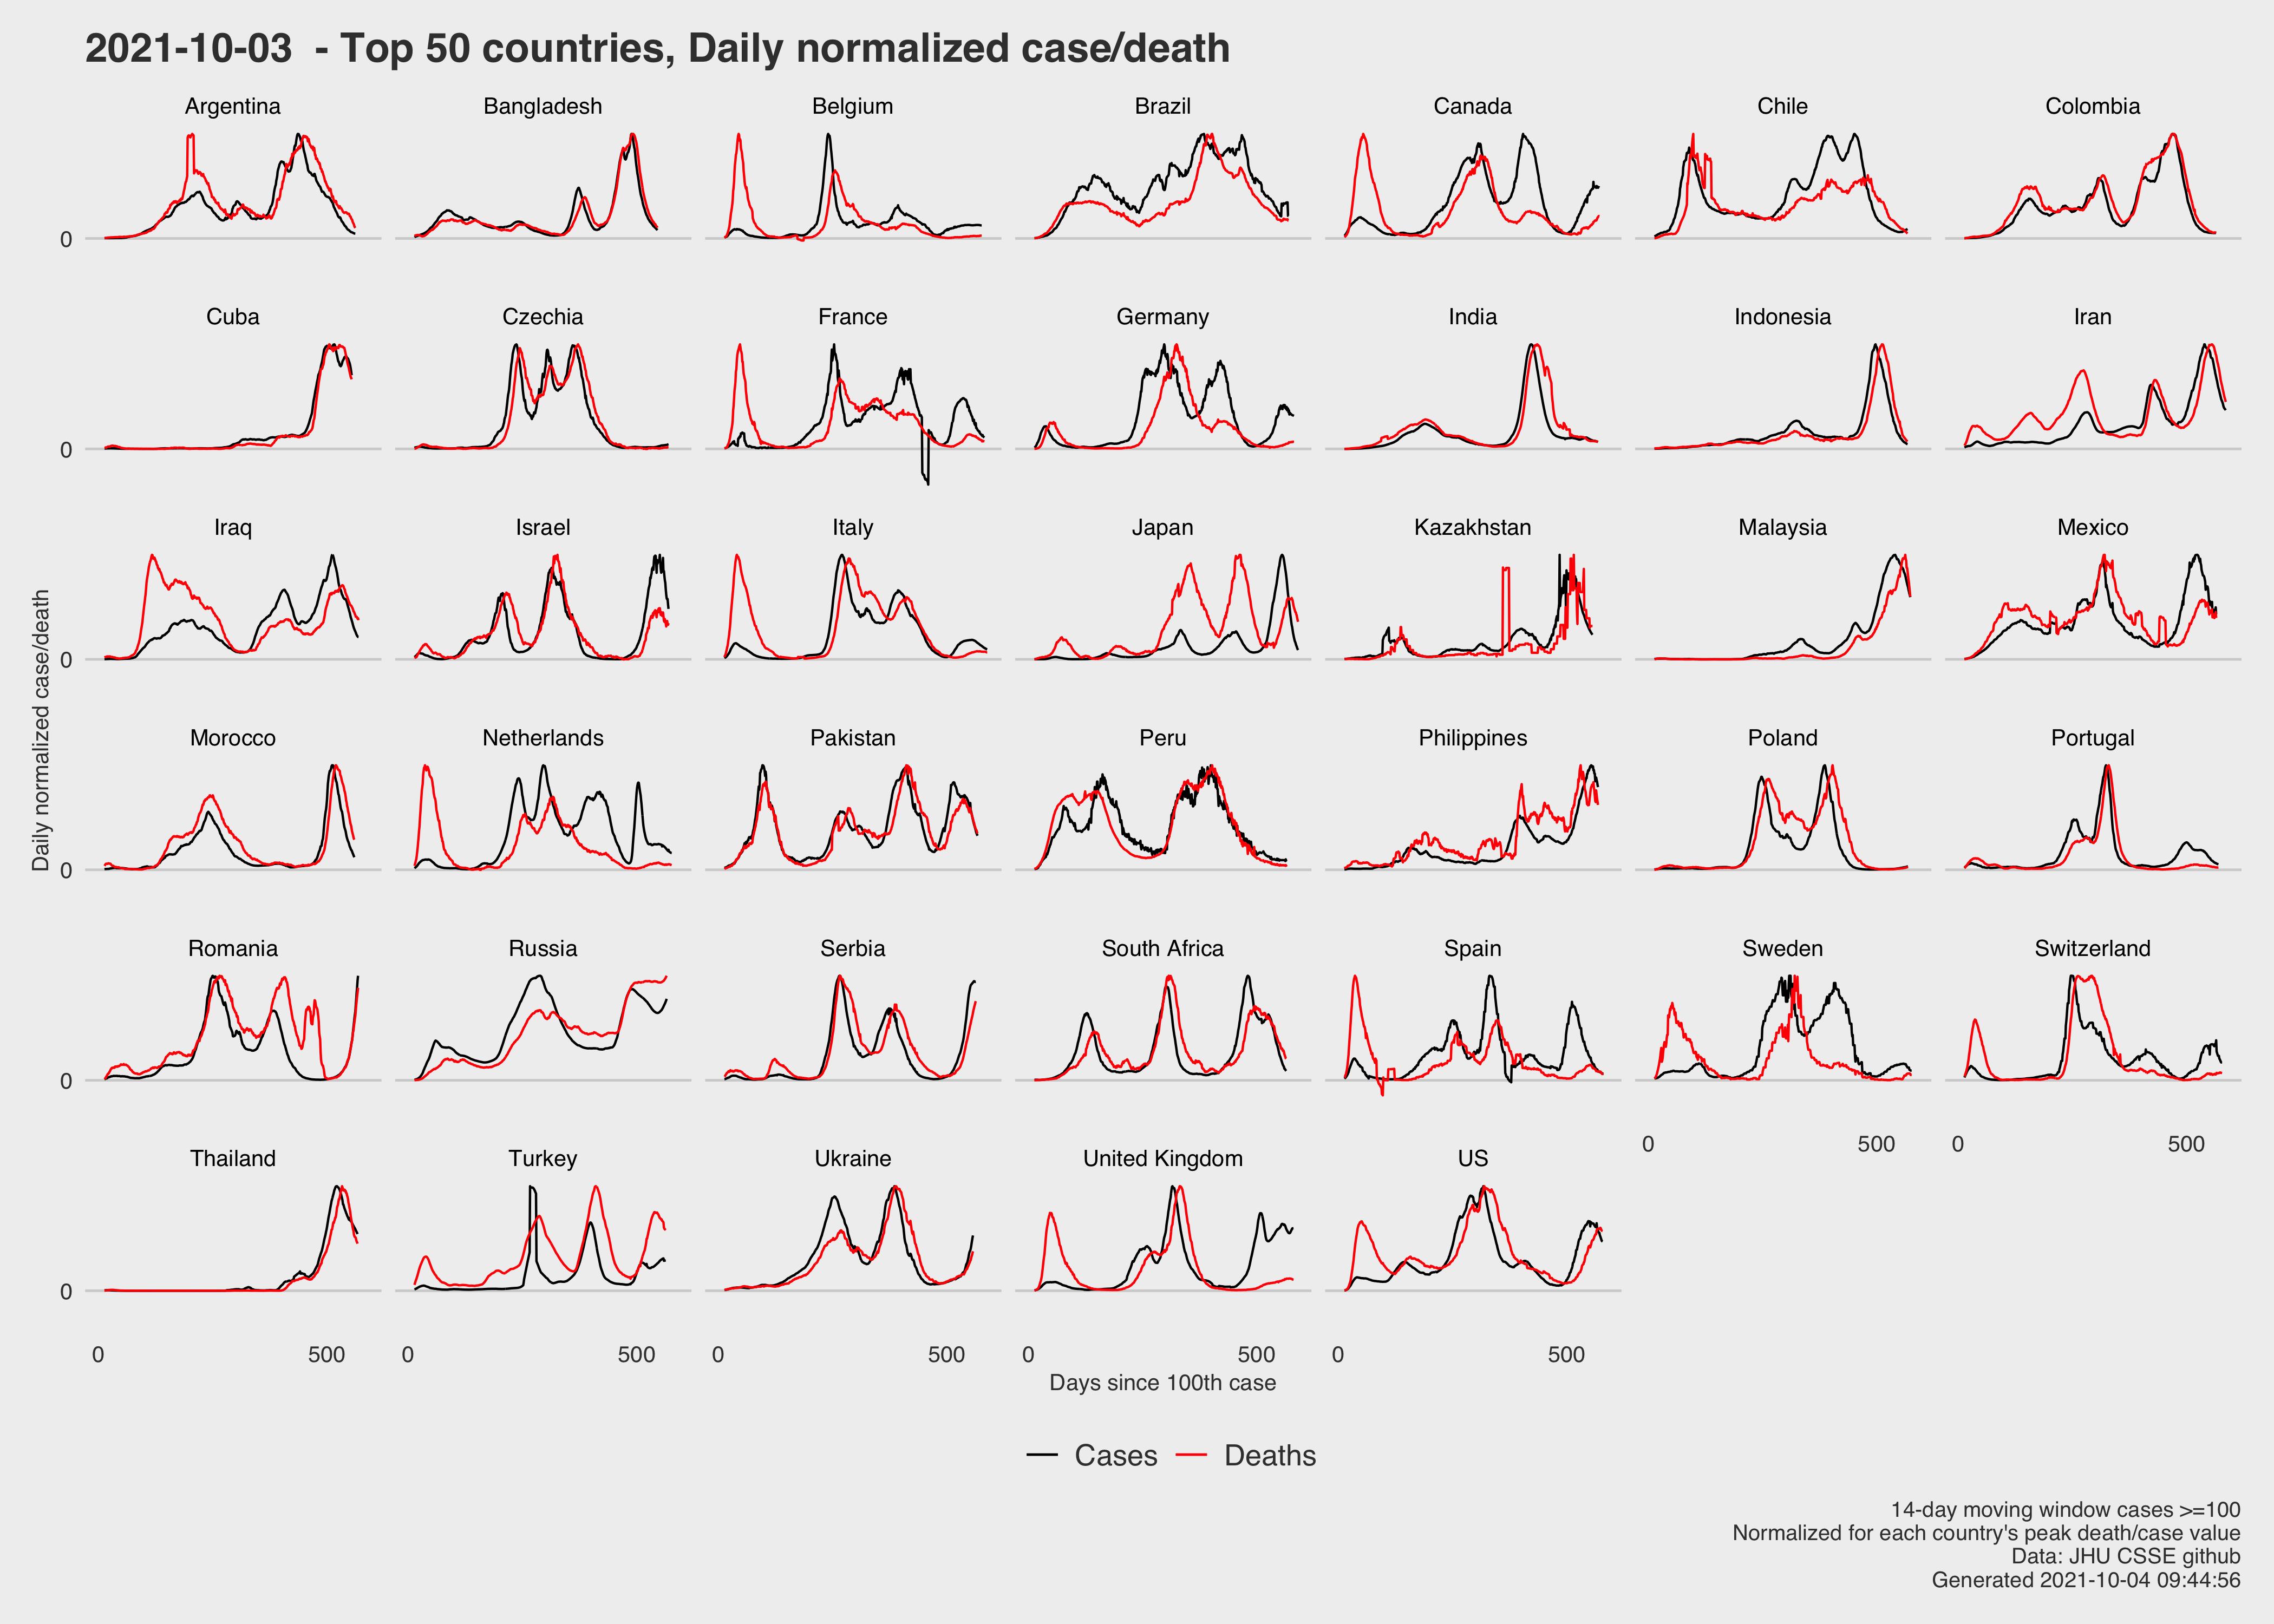 2021-10-03  - Top 50 countries, Daily normalized case/death
Argentina Bangladesh Belgium Brazil Canada Chile Colombia
0
Cuba Czechia France Germany India Indonesia Iran
0
Iraq Israel Italy Japan Kazakhstan Malaysia Mexico
0
Daily normalized case/death
Morocco Netherlands Pakistan Peru Philippines Poland Portugal
0
Romania Russia Serbia South Africa Spain Sweden Switzerland
0
0 500 0 500
Thailand Turkey Ukraine United Kingdom US
0
0 500 0 500 0 500 0 500 0 500
Days since 100th case
Cases Deaths
14-day moving window cases >=100
Normalized for each country's peak death/case value
Data: JHU CSSE github
Generated 2021-10-04 09:44:56